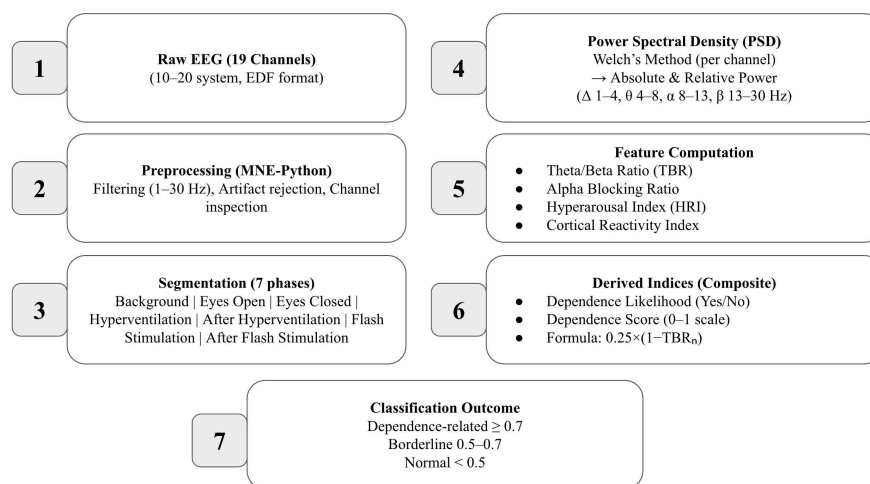 1
Raw EEG (19 Channels)
(10–20 system, EDF format)
2
Preprocessing (MNE-Python)
Filtering (1–30 Hz), Artifact rejection, Channel
inspection
3
Segmentation (7 phases)
Background | Eyes Open | Eyes Closed |
Hyperventilation | After Hyperventilation | Flash
Stimulation | After Flash Stimulation
4
Power Spectral Density (PSD)
Welch's Method (per channel)
→ Absolute & Relative Power
(Δ 1–4, θ 4–8, α 8–13, β 13–30 Hz)
5
Feature Computation
● Theta/Beta Ratio (TBR)
● Alpha Blocking Ratio
● Hyperarousal Index (HRI)
● Cortical Reactivity Index
6
Derived Indices (Composite)
● Dependence Likelihood (Yes/No)
● Dependence Score (0–1 scale)
● Formula: 0.25×(1−TBRₙ)
7
Classification Outcome
Dependence-related ≥ 0.7
Borderline 0.5–0.7
Normal < 0.5